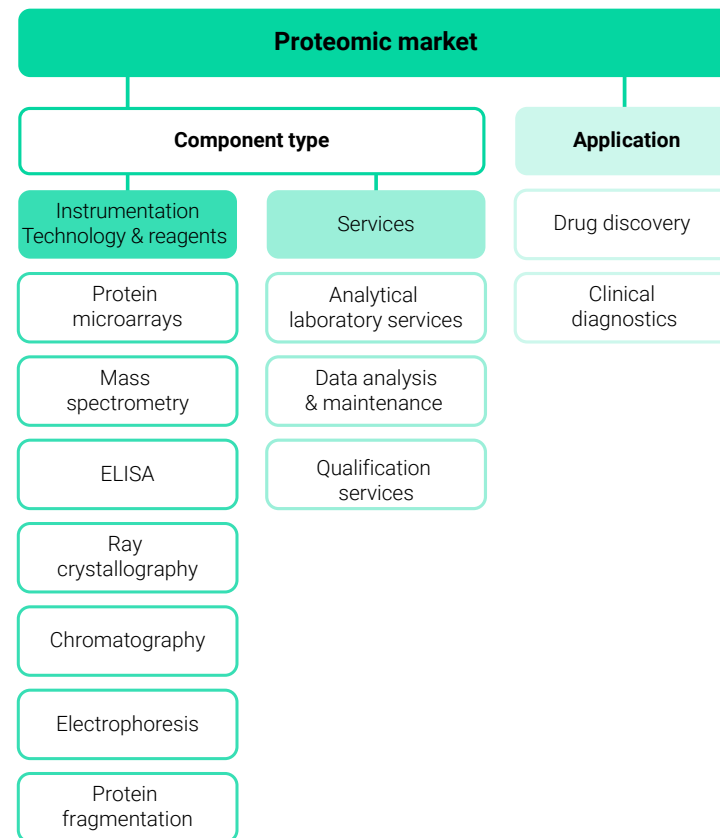 Proteomic market
Component type
Application
Instrumentation
Technology & reagents
Services
Drug discovery
Protein
microarrays
Analytical
laboratory services
Clinical
diagnostics
Mass
spectrometry
Data analysis
& maintenance
ELISA
Qualification
services
Ray
crystallography
Chromatography
Electrophoresis
Protein
fragmentation